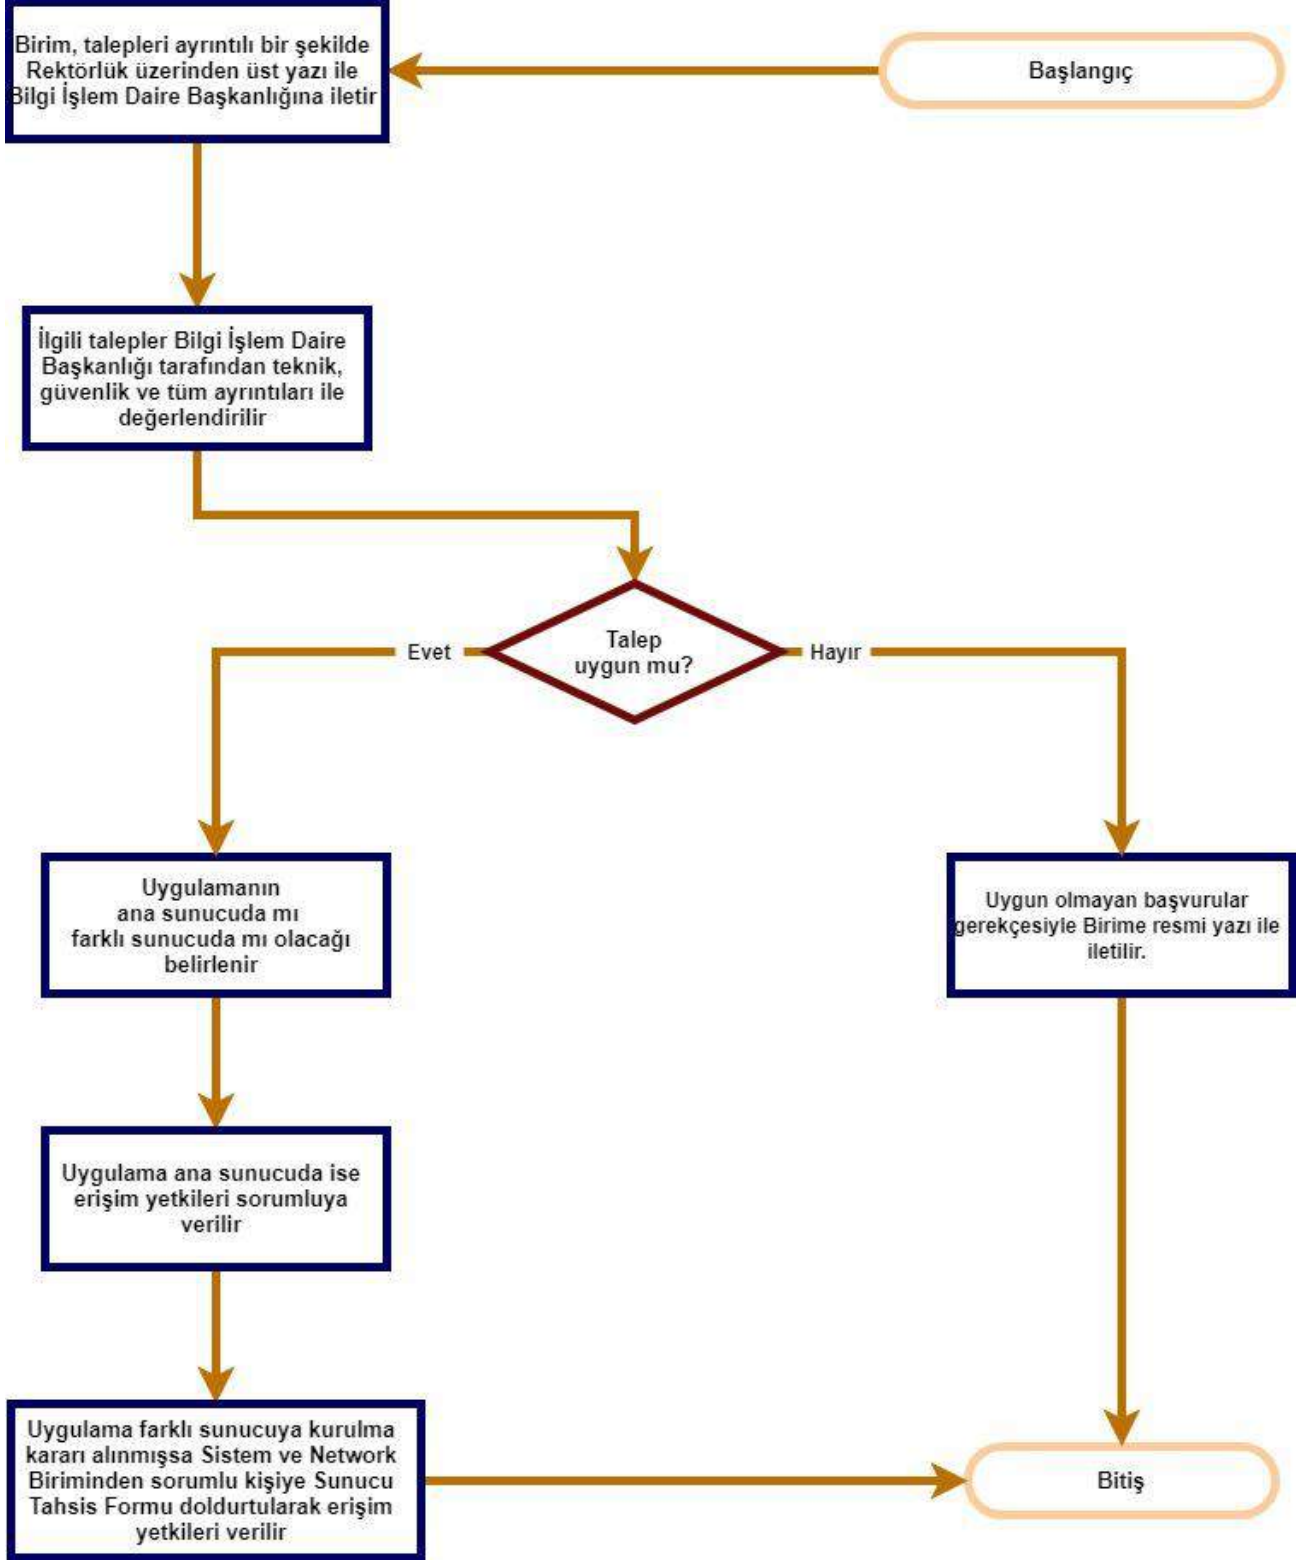 Başlangıç
Birim, talepleri ayrıntılı bir şekilde
Rektörlük üzerinden üst yazı ile
Bilgi İşlem Daire Başkanlığına iletir
İlgili talepler Bilgi İşlem Daire
Başkanlığı tarafından teknik,
güvenlik ve tüm ayrıntıları ile
değerlendirilir
Talep
uygun mu?
Evet
Hayır
Uygulamanın
ana sunucuda mı
farklı sunucuda mı olacağı
belirlenir
Uygun olmayan başvurular
gerekçesiyle Birime resmi yazı ile
iletilir.
Uygulama ana sunucuda ise
erişim yetkileri sorumluya
verilir
Uygulama farklı sunucuya kurulma
kararı alınmışsa Sistem ve Network
Biriminden sorumlu kişiye Sunucu
Tahsis Formu doldurtularak erişim
yetkileri verilir
Bitiş